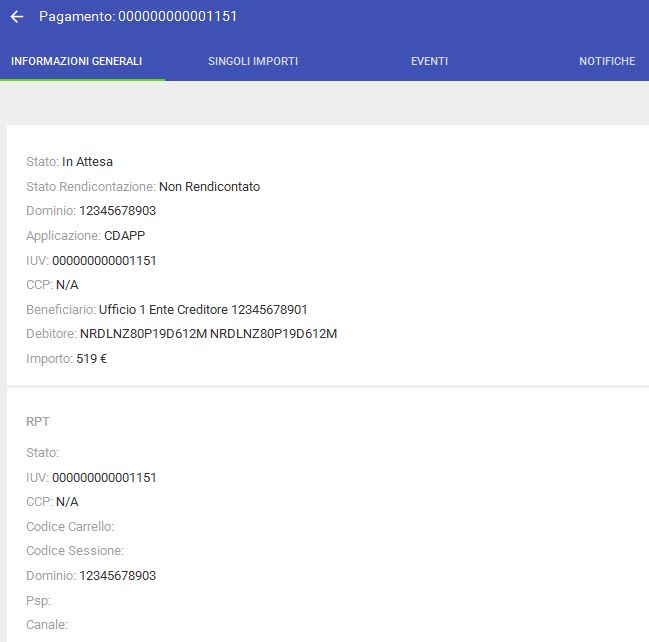 Pagamento: 000000000001151
INFORMAZIONI GENERALI SINGOLI IMPORTI EVENTI NOTIFICHE
Stato: In Attesa
Stato Rendicontazione: Non Rendicontato
Dominio: 12345678903
Applicazione: CDAPP
IUV: 000000000001151
CCP: N/A
Beneficiario: Ufficio 1 Ente Creditore 12345678901
Debitore: NRDLNZ80P19D612M NRDLNZ80P19D612M
Importo: 519 €
RPT
Stato:
IUV: 000000000001151
CCP: N/A
Codice Carrello:
Codice Sessione:
Dominio: 12345678903
Psp:
Canale: